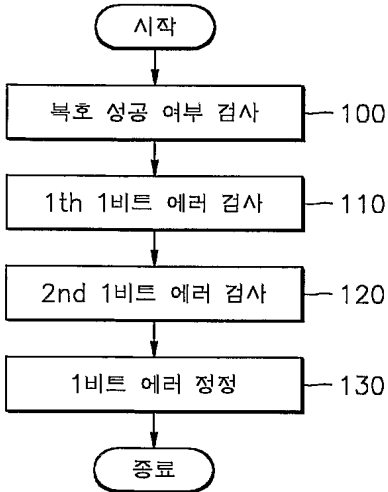 시작
복호 성공 여부 검사 100
1th 1비트 에러 검사 110
2nd 1비트 에러 검사 120
1비트 에러 정정 130
종료